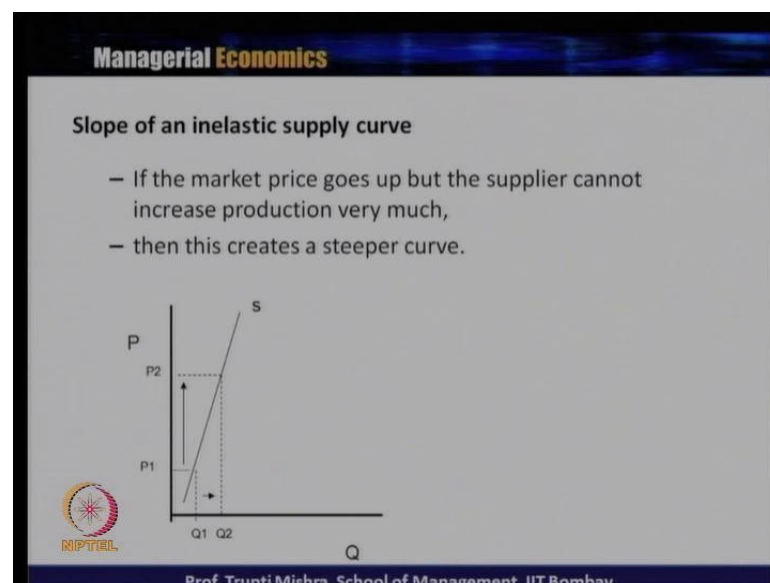 Managerial Economics
Slope of an inelastic supply curve
– If the market price goes up but the supplier cannot
increase production very much,
– then this creates a steeper curve.
S
P
P2
P1
Q1 Q2
Q
NPTEL
Prof. Trupti Mishra, School of Management, IIT Bombay